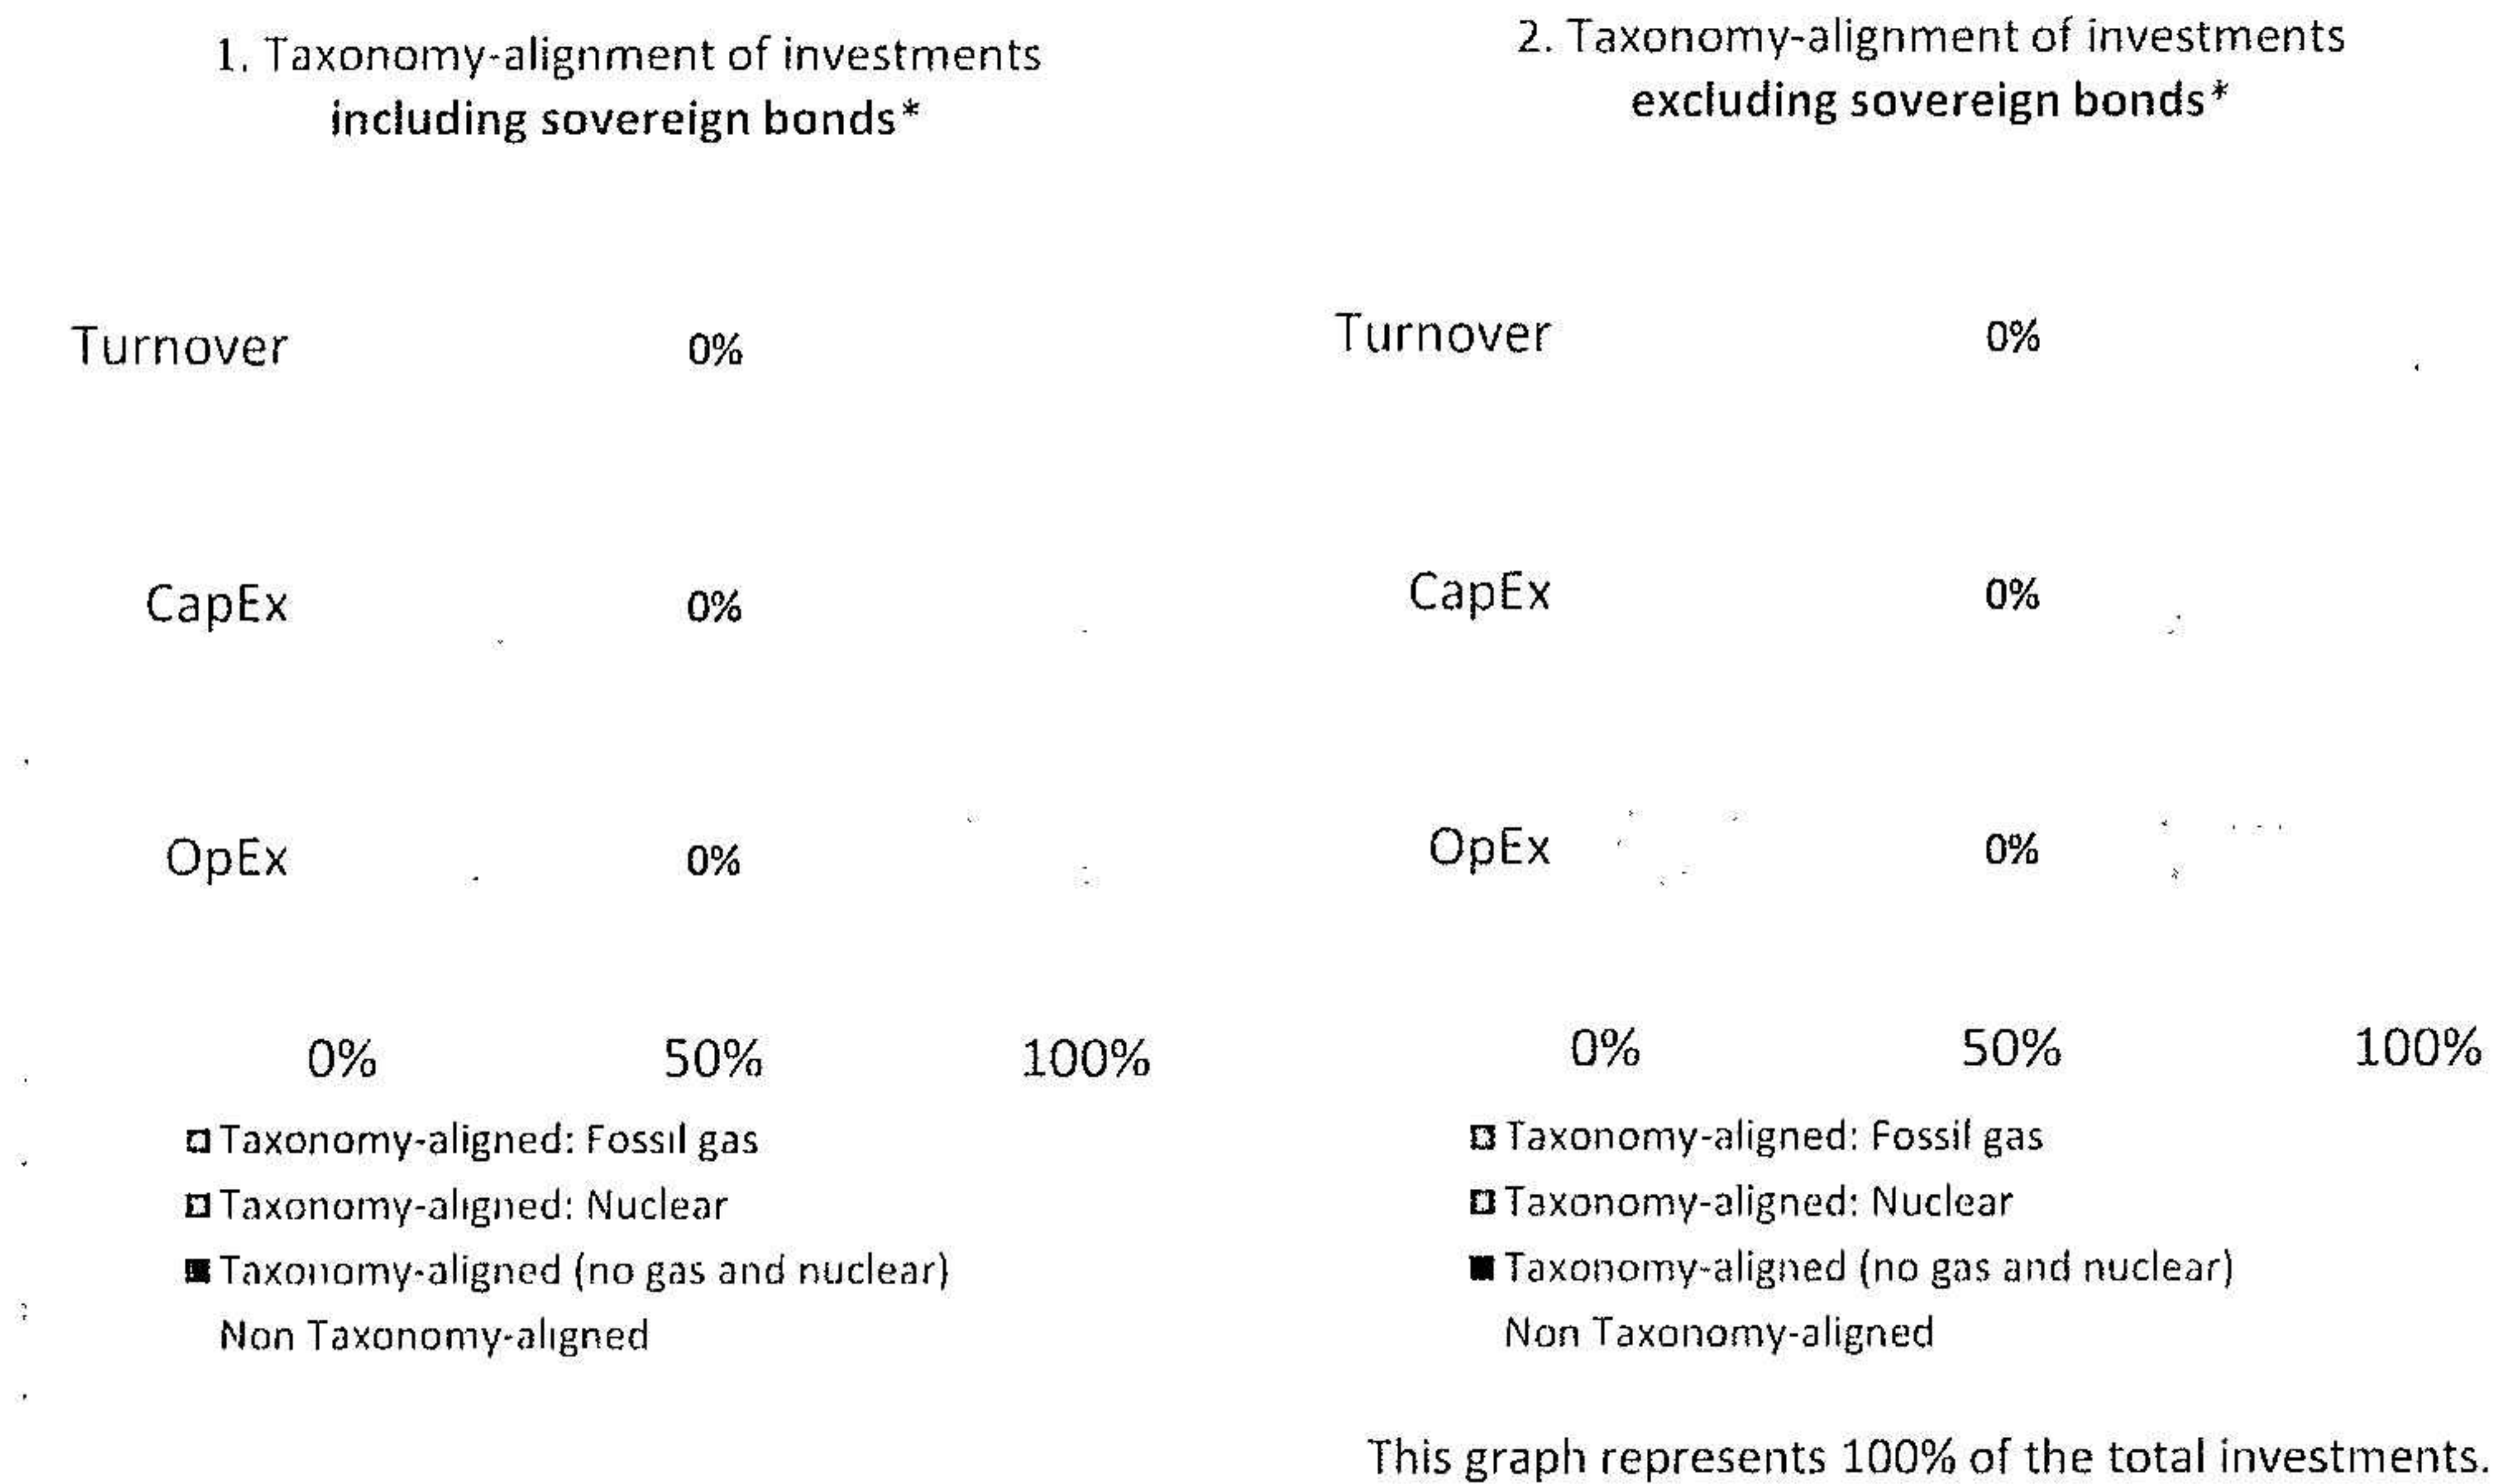 1. Taxonomy-alignment of investments
including sovereign bonds*
Turnover 0%
CapEx 0%
OpEx 0%
0% 50% 100%
Taxonomy-aligned: Fossil gas
Taxonomy-aligned: Nuclear
Taxonomy-aligned (no gas and nuclear)
Non Taxonomy-aligned
2. Taxonomy-alignment of investments
excluding sovereign bonds*
Turnover 0%
CapEx 0%
OpEx 0%
0% 50% 100%
Taxonomy-aligned: Fossil gas
Taxonomy-aligned: Nuclear
Taxonomy-aligned (no gas and nuclear)
Non Taxonomy-aligned
This graph represents 100% of the total investments.